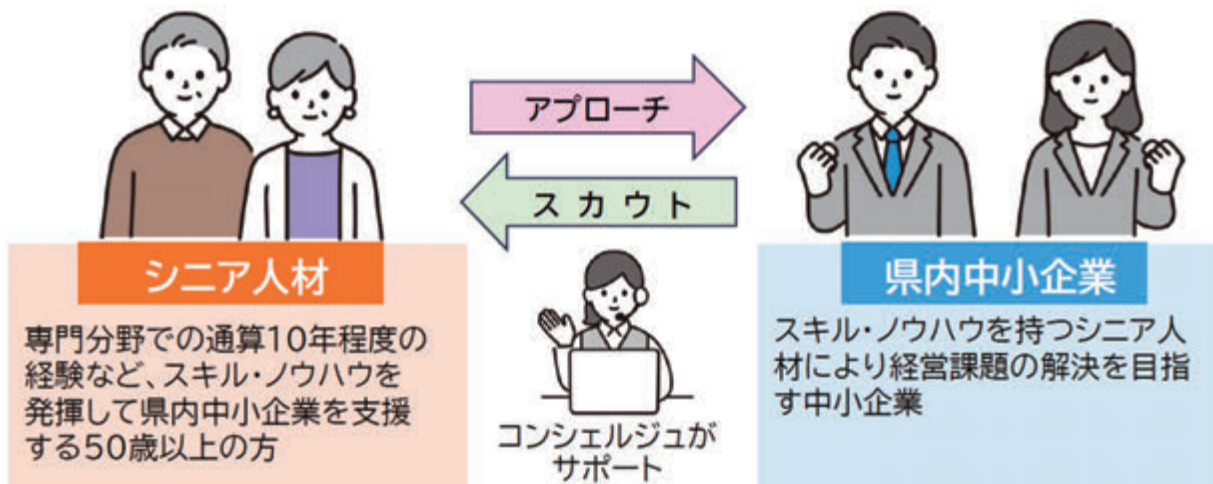 アプローチ
スカウト
シニア人材
専門分野での通算10年程度の
経験など、スキル・ノウハウを
発揮して県内中小企業を支援
する50歳以上の方
コンシェルジュが
サポート
県内中小企業
スキル・ノウハウを持つシニア人
材により経営課題の解決を目指
す中小企業